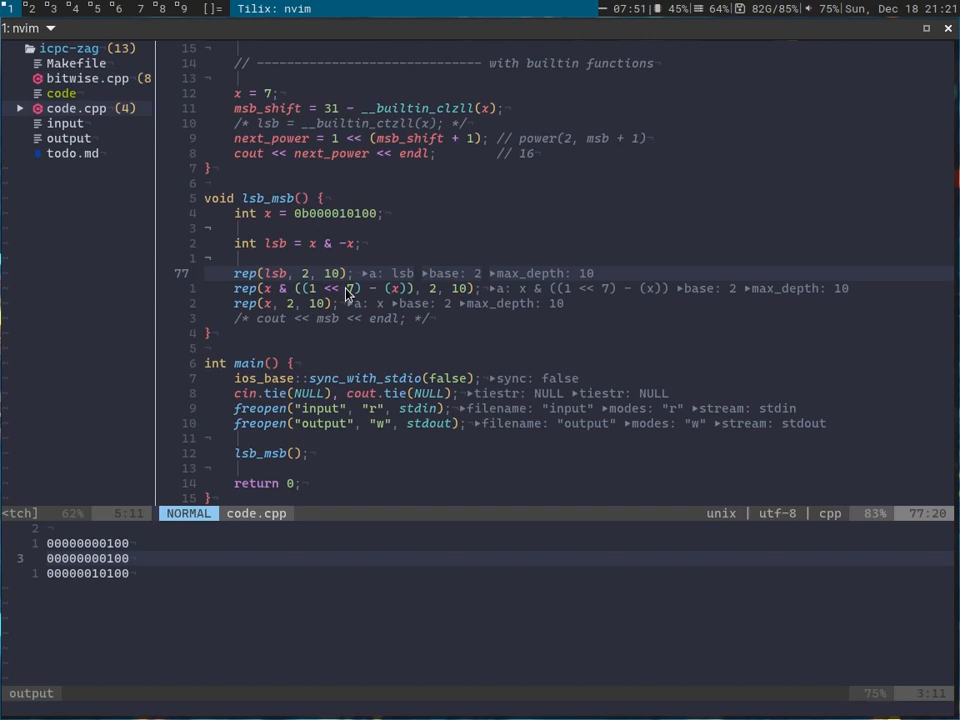 1 2 3 4 5 6 7 8 9 []= Tilix: nvim 07:51 45% 64% 82G/85% 75% Sun, Dec 18 21:21
1: nvim
icpc-zag (13)
Makefile
bitwise.cpp (8
code
code.cpp (4)
input
output
todo.md
15
14 // ------------------------------ with builtin functions
13
12 x = 7;
11 msb_shift = 31 - __builtin_clzll(x);
10 /* lsb = __builtin_ctzll(x); */
9 next_power = 1 << (msb_shift + 1); // power(2, msb + 1)
8 cout << next_power << endl; // 16
7 }
6
5 void lsb_msb() {
4 int x = 0b000010100;
3
2 int lsb = x & -x;
1
77 rep(lsb, 2, 10); ▸a: lsb ▸base: 2 ▸max_depth: 10
1 rep(x & ((1 << 7) - (x)), 2, 10); ▸a: x & ((1 << 7) - (x)) ▸base: 2 ▸max_depth: 10
2 rep(x, 2, 10); ▸a: x ▸base: 2 ▸max_depth: 10
3 /* cout << msb << endl; */
4 }
5
6 int main() {
7 ios_base::sync_with_stdio(false); ▸sync: false
8 cin.tie(NULL), cout.tie(NULL); ▸tiestr: NULL ▸tiestr: NULL
9 freopen("input", "r", stdin); ▸filename: "input" ▸modes: "r" ▸stream: stdin
10 freopen("output", "w", stdout); ▸filename: "output" ▸modes: "w" ▸stream: stdout
11
12 lsb_msb();
13
14 return 0;
15 }
<tch] 62% 5:11 NORMAL code.cpp unix | utf-8 | cpp 83% 77:20
2
1 00000000100
3 00000000100
1 00000010100
output 75% 3:11